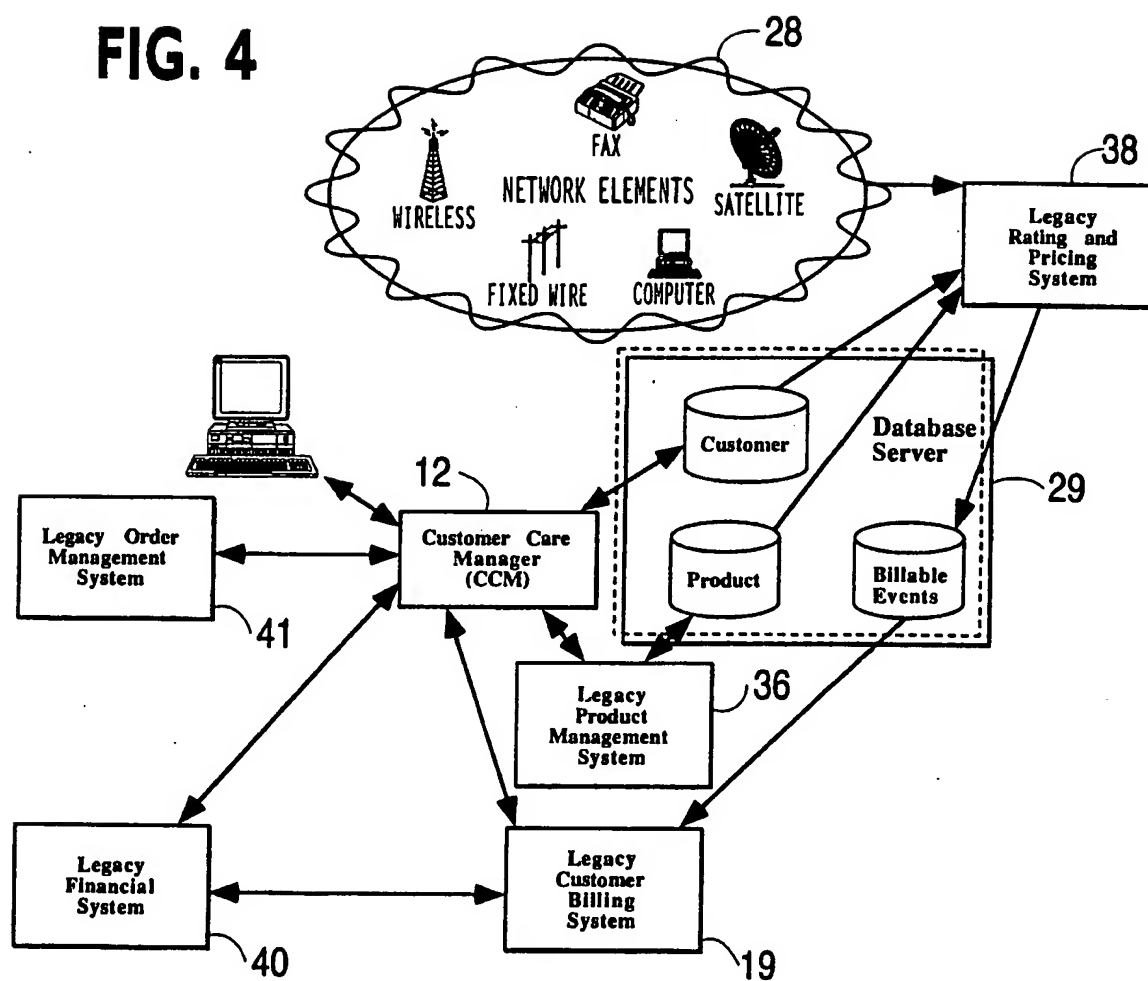 FIG. 4
28
FAX
38
WIRELESS
NETWORK ELEMENTS
SATELLITE
FIXED WIRE
COMPUTER
Legacy
Rating and
Pricing
System
Customer
Database
Server
29
12
Legacy Order
Management
System
41
Customer Care
Manager
(CCM)
Product
Billable
Events
Legacy
Product
Management
System
36
Legacy
Financial
System
40
Legacy
Customer
Billing
System
19